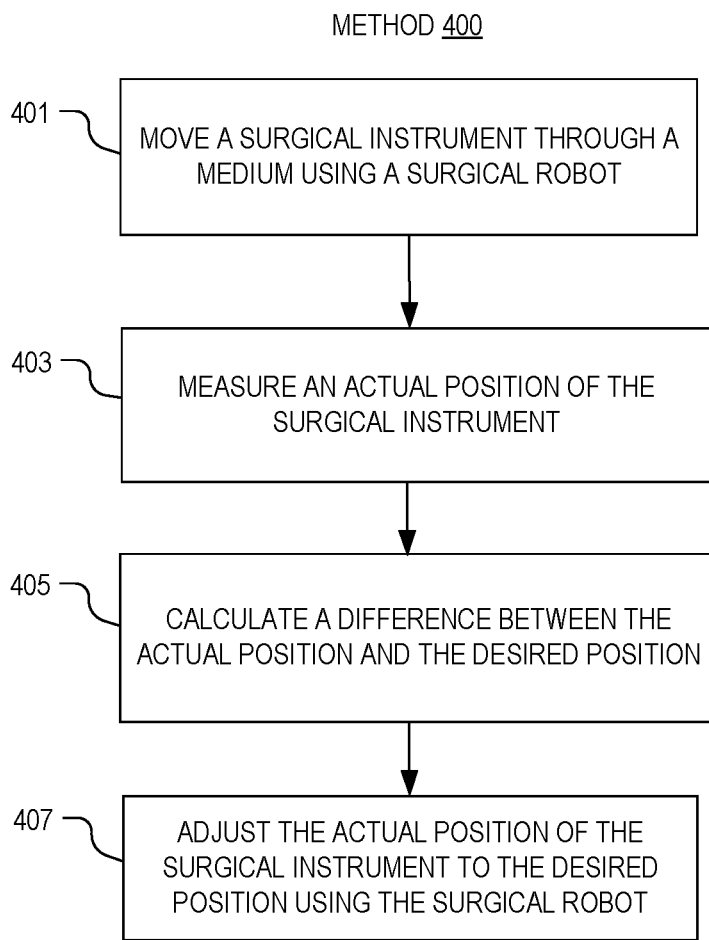 METHOD 400
401
MOVE A SURGICAL INSTRUMENT THROUGH A
MEDIUM USING A SURGICAL ROBOT
403
MEASURE AN ACTUAL POSITION OF THE
SURGICAL INSTRUMENT
405
CALCULATE A DIFFERENCE BETWEEN THE
ACTUAL POSITION AND THE DESIRED POSITION
407
ADJUST THE ACTUAL POSITION OF THE
SURGICAL INSTRUMENT TO THE DESIRED
POSITION USING THE SURGICAL ROBOT